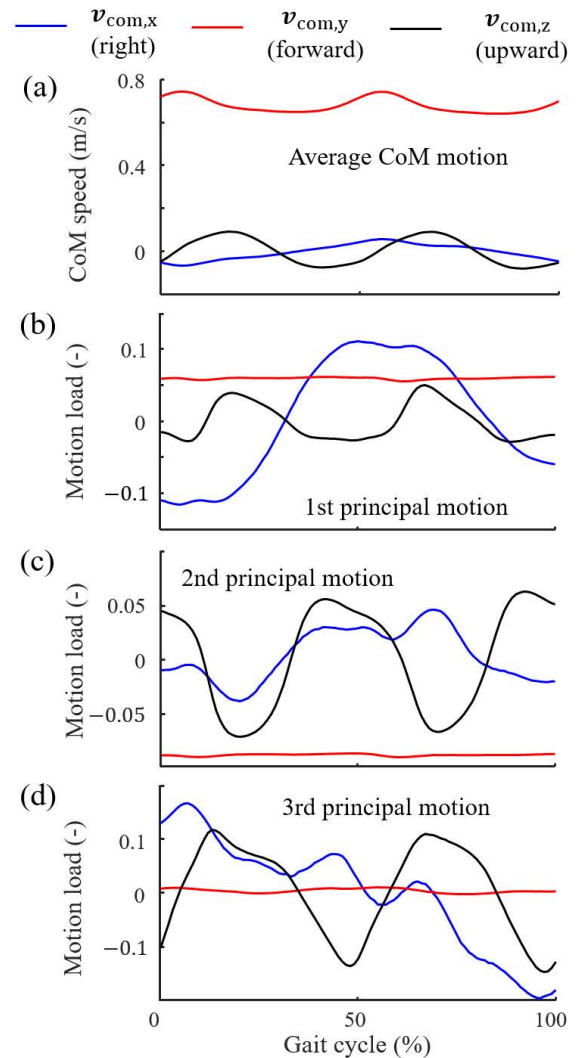 v_com,x v_com,y v_com,z
(right) (forward) (upward)
(a)
0.8
0.4
0
CoM speed (m/s)
Average CoM motion
(b)
0.1
0
−0.1
Motion load (-)
1st principal motion
(c)
2nd principal motion
0.05
0
−0.05
Motion load (-)
(d)
3rd principal motion
0.1
0
−0.1
Motion load (-)
0 50 100
Gait cycle (%)